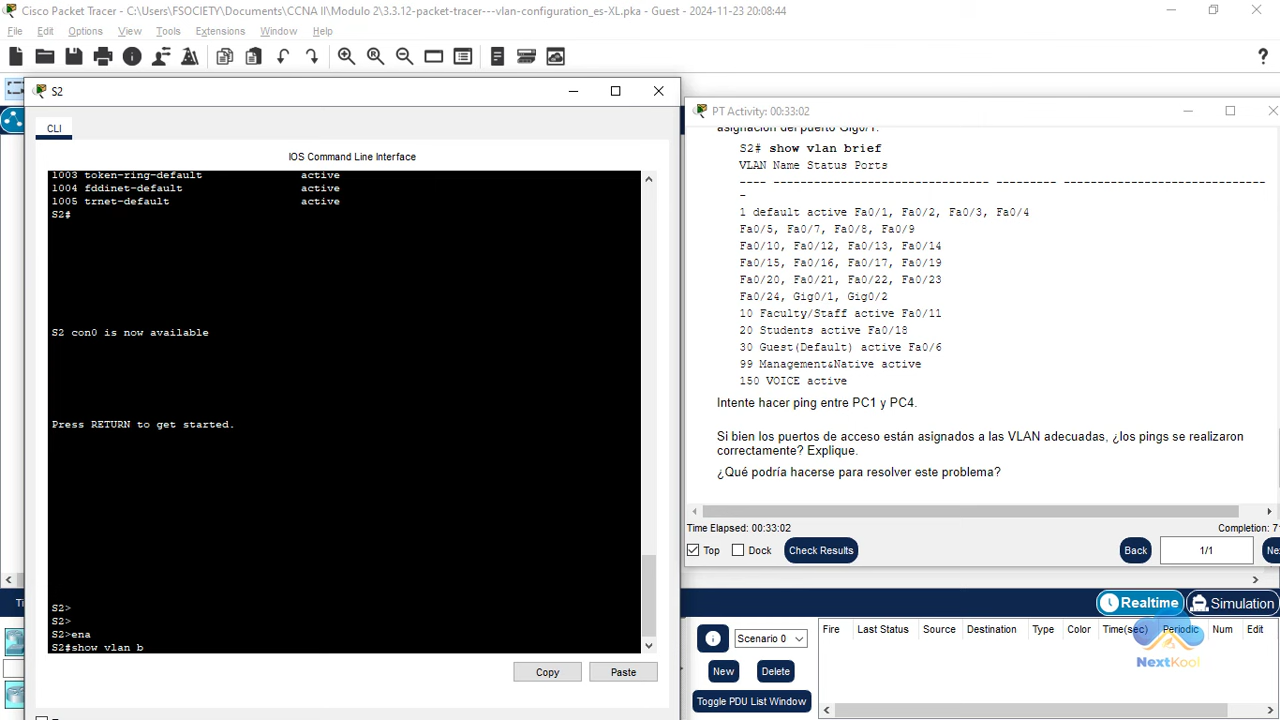 Cisco Packet Tracer - C:\Users\FSOCIETY\Documents\CCNA II\Modulo 2\3.3.12-packet-tracer---vlan-configuration_es-XL.pka - Guest - 2024-11-23 20:08:44
File Edit Options View Tools Extensions Window Help
S2
CLI
IOS Command Line Interface
1003 token-ring-default active
1004 fddinet-default active
1005 trnet-default active
S2#
S2 con0 is now available
Press RETURN to get started.
S2>
S2>
S2>ena
S2#show vlan b
Copy Paste
PT Activity: 00:33:02
asignación del puerto Gig0/1.
S2# show vlan brief
VLAN Name Status Ports
---- -------------------------------- --------- ------------------------------
-
1 default active Fa0/1, Fa0/2, Fa0/3, Fa0/4
Fa0/5, Fa0/7, Fa0/8, Fa0/9
Fa0/10, Fa0/12, Fa0/13, Fa0/14
Fa0/15, Fa0/16, Fa0/17, Fa0/19
Fa0/20, Fa0/21, Fa0/22, Fa0/23
Fa0/24, Gig0/1, Gig0/2
10 Faculty/Staff active Fa0/11
20 Students active Fa0/18
30 Guest(Default) active Fa0/6
99 Management&Native active
150 VOICE active
Intente hacer ping entre PC1 y PC4.
Si bien los puertos de acceso están asignados a las VLAN adecuadas, ¿los pings se realizaron
correctamente? Explique.
¿Qué podría hacerse para resolver este problema?
Time Elapsed: 00:33:02 Completion: 7
Top Dock Check Results Back 1/1
Realtime Simulation
Scenario 0
New Delete
Toggle PDU List Window
Fire Last Status Source Destination Type Color Time(sec) Periodic Num Edit
NextKool